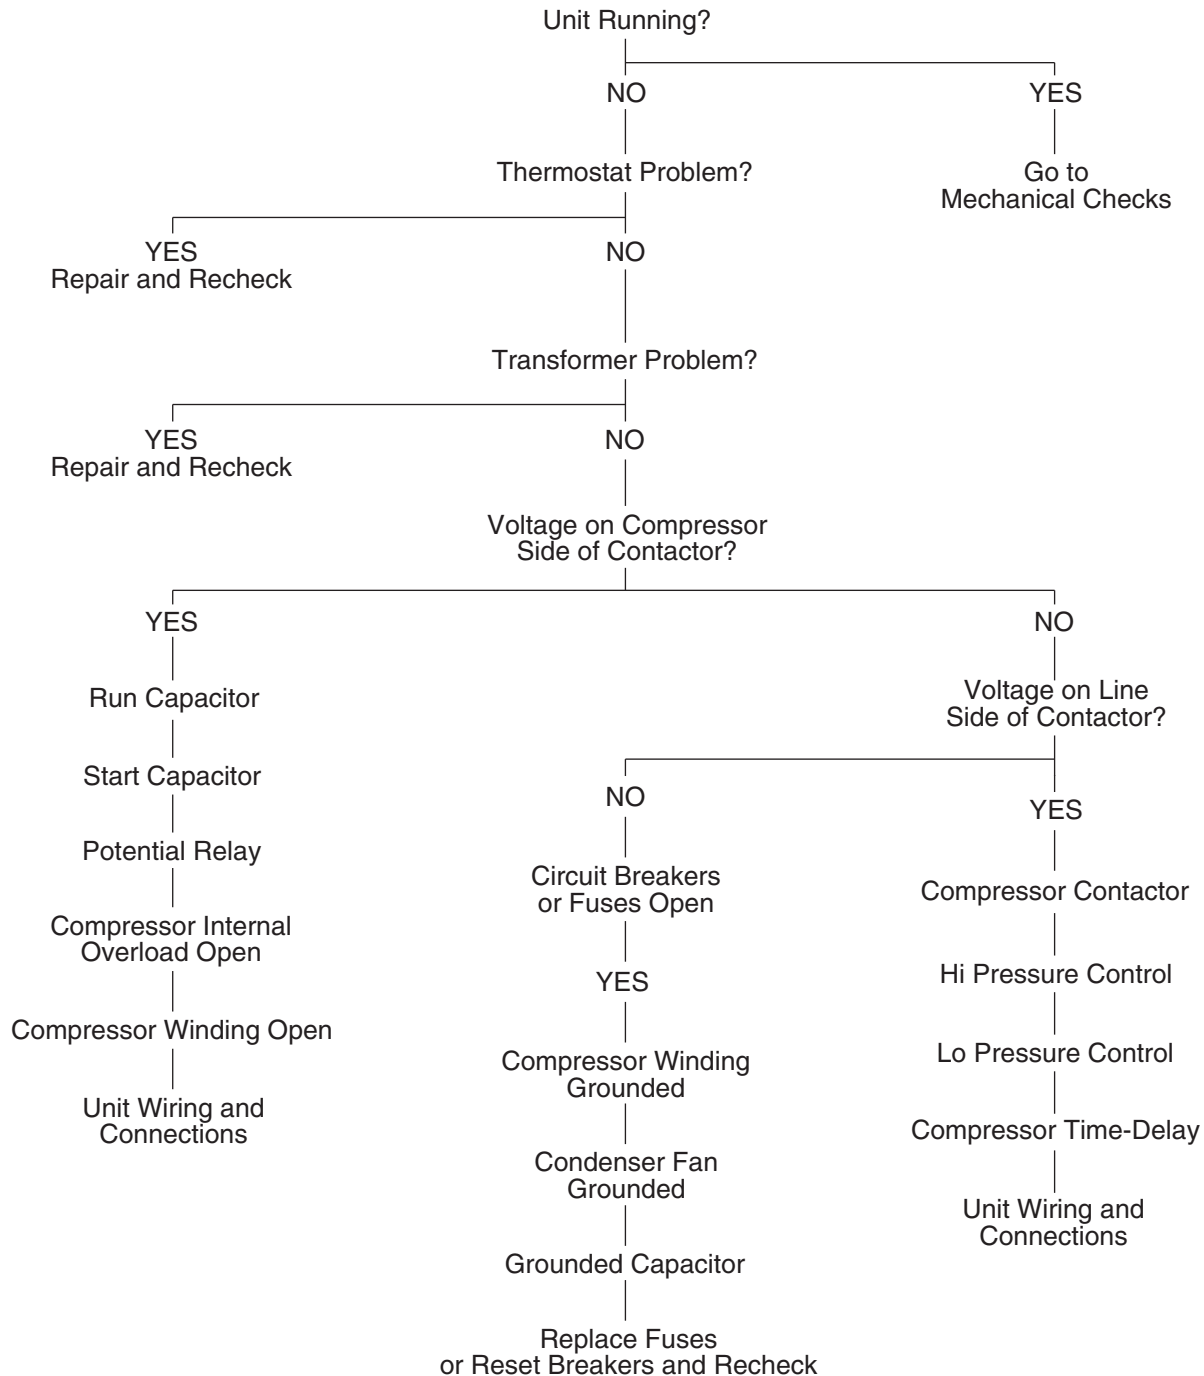 Unit Running?
NO
YES
Thermostat Problem?
Go to
Mechanical Checks
YES
Repair and Recheck
NO
Transformer Problem?
YES
Repair and Recheck
NO
Voltage on Compressor
Side of Contactor?
YES
Run Capacitor
Start Capacitor
Potential Relay
Compressor Internal
Overload Open
Compressor Winding Open
Unit Wiring and
Connections
NO
Voltage on Line
Side of Contactor?
NO
Circuit Breakers
or Fuses Open
YES
Compressor Winding
Grounded
Condenser Fan
Grounded
Grounded Capacitor
Replace Fuses
or Reset Breakers and Recheck
YES
Compressor Contactor
Hi Pressure Control
Lo Pressure Control
Compressor Time-Delay
Unit Wiring and
Connections